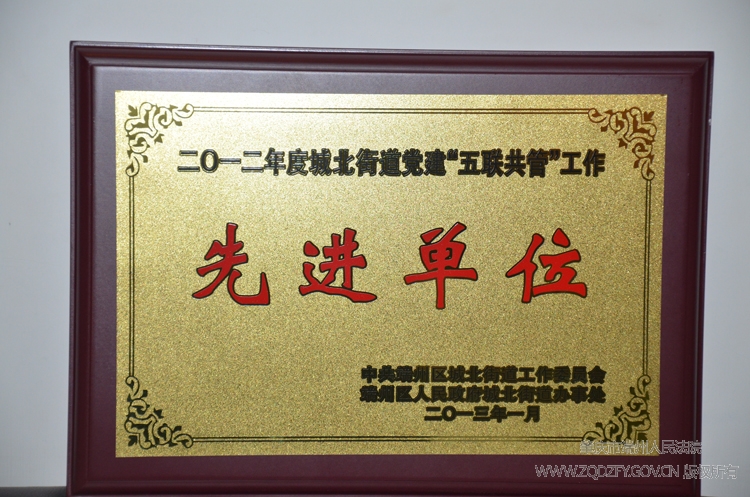 二〇一二年度城北街道党建“五联共管”工作
先进单位
中共端州区城北街道工作委员会
端州区人民政府城北街道办事处
二〇一三年一月
肇庆市端州人民法院
WWW.ZQDZFY.GOV.CN 版权所有